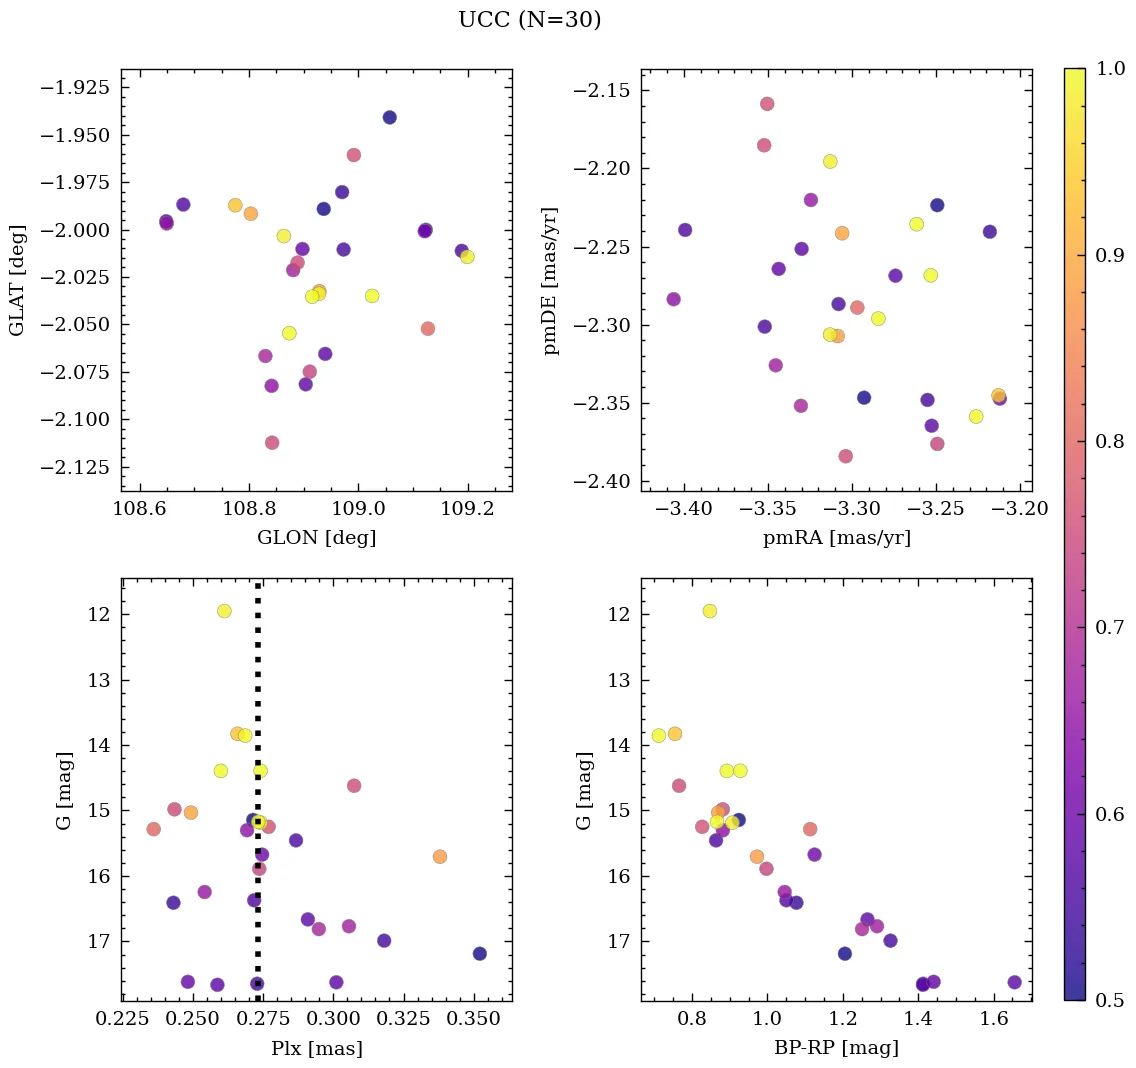 UCC (N=30)
−1.925
−1.950
−1.975
−2.000
−2.025
−2.050
−2.075
−2.100
−2.125
GLAT [deg]
108.6 108.8 109.0 109.2
GLON [deg]
−2.15
−2.20
−2.25
−2.30
−2.35
−2.40
pmDE [mas/yr]
−3.40 −3.35 −3.30 −3.25 −3.20
pmRA [mas/yr]
12
13
14
15
16
17
G [mag]
0.225 0.250 0.275 0.300 0.325 0.350
Plx [mas]
12
13
14
15
16
17
G [mag]
0.8 1.0 1.2 1.4 1.6
BP-RP [mag]
1.0
0.9
0.8
0.7
0.6
0.5